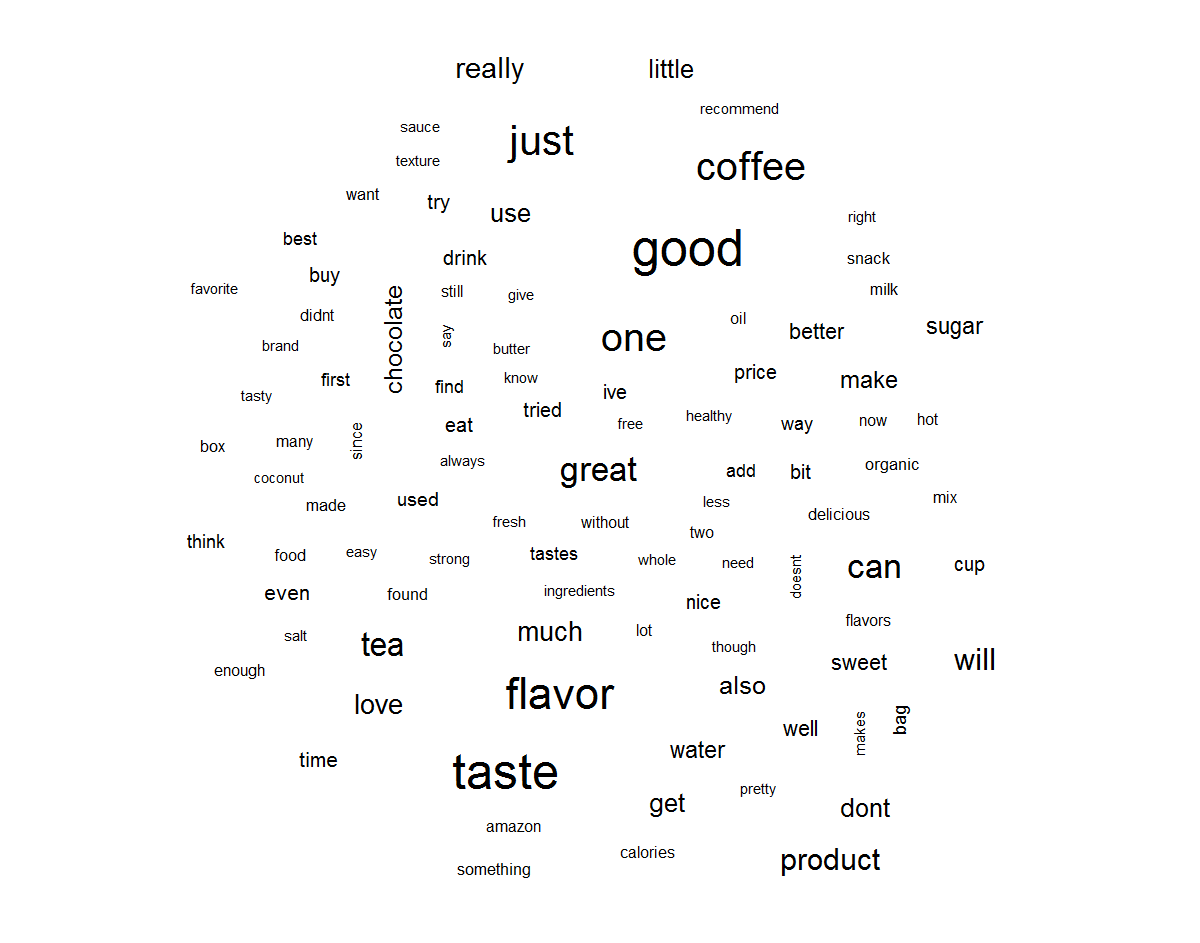 really
little
recommend
sauce
just
texture
coffee
want
try
use
right
best
good
drink
snack
buy
favorite
still
give
milk
didnt
chocolate
say
oil
better
sugar
one
brand
butter
price
first
find
know
make
tasty
ive
tried
free
healthy
way
now
hot
eat
box
many
since
always
great
add
bit
organic
coconut
made
used
less
delicious
mix
fresh
without
two
think
food
easy
strong
tastes
whole
need
doesnt
can
cup
even
found
ingredients
nice
flavors
salt
tea
much
lot
though
sweet
will
enough
love
flavor
also
well
makes
bag
time
water
taste
pretty
get
dont
amazon
calories
product
something